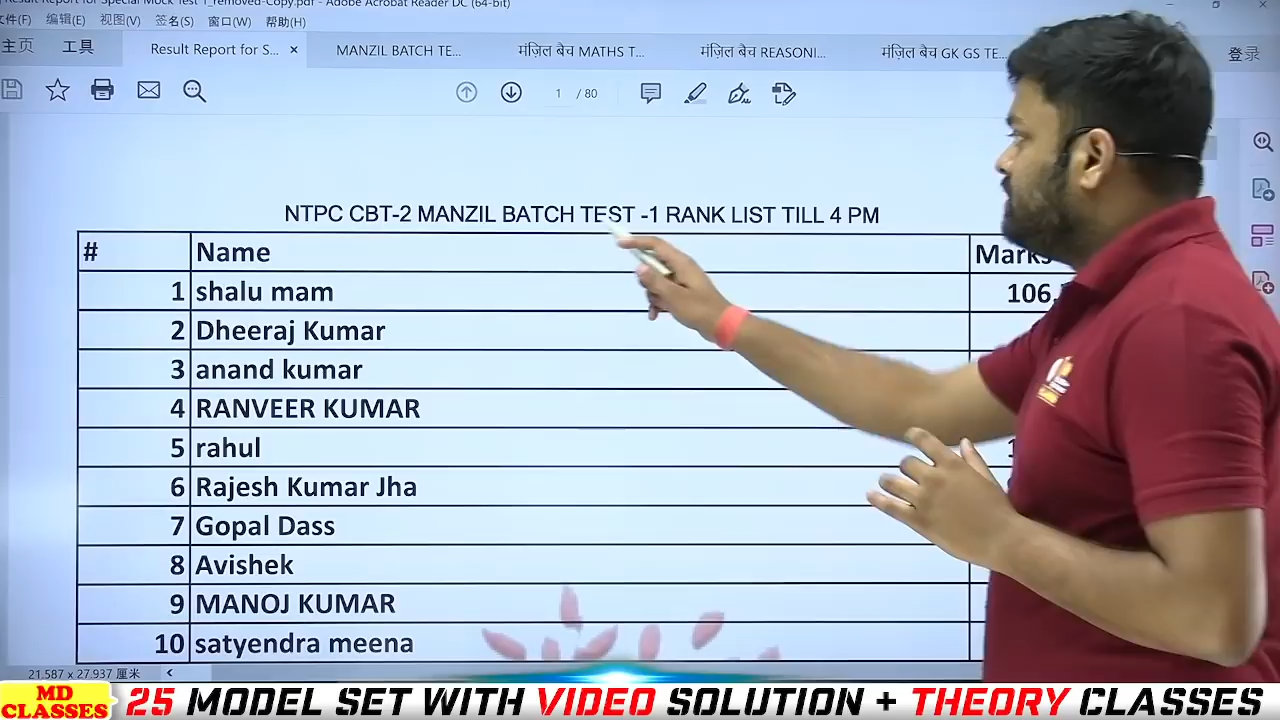 Result Report for Special Mock Test 1_removed-Copy.pdf - Adobe Acrobat Reader DC (64-bit)
文件(F) 编辑(E) 视图(V) 签名(S) 窗口(W) 帮助(H)
主页 工具 Result Report for S... × MANZIL BATCH TE... मंज़िल बैच MATHS T... मंज़िल बैच REASONI... मंज़िल बैच GK GS TE... 登录
1 / 80
NTPC CBT-2 MANZIL BATCH TEST -1 RANK LIST TILL 4 PM
# Name Marks
1 shalu mam 106.
2 Dheeraj Kumar
3 anand kumar
4 RANVEER KUMAR
5 rahul
6 Rajesh Kumar Jha
7 Gopal Dass
8 Avishek
9 MANOJ KUMAR
10 satyendra meena
21.587 x 27.937 厘米
MD
CLASSES
25 MODEL SET WITH VIDEO SOLUTION + THEORY CLASSES